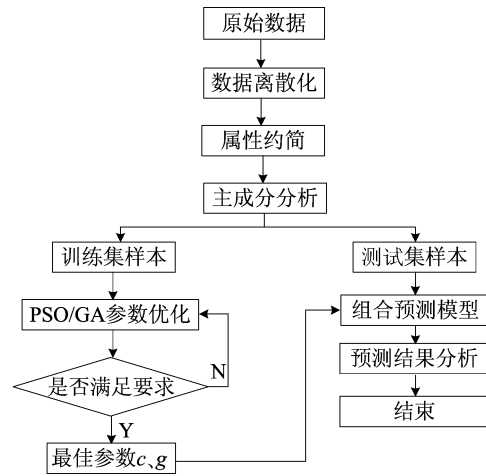 原始数据
数据离散化
属性约简
主成分分析
训练集样本
测试集样本
PSO/GA参数优化
组合预测模型
是否满足要求
N
预测结果分析
Y
结束
最佳参数c、g